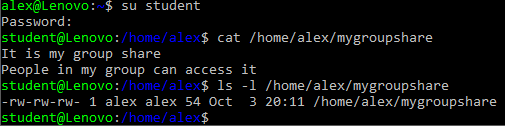 alex@Lenovo:~$ su student
Password:
student@Lenovo:/home/alex$ cat /home/alex/mygroupshare
It is my group share
People in my group can access it
student@Lenovo:/home/alex$ ls -l /home/alex/mygroupshare
-rw-rw-rw- 1 alex alex 54 Oct  3 20:11 /home/alex/mygroupshare
student@Lenovo:/home/alex$